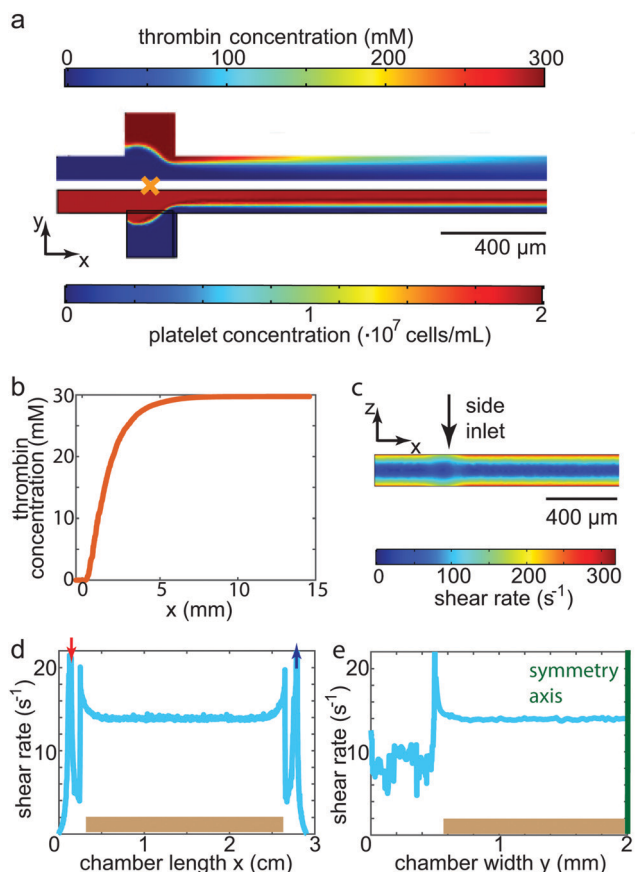 a
thrombin concentration (mM)
0 100 200 300
y
x
400 µm
0 1 2
platelet concentration (·10⁷ cells/mL)
b
thrombin
concentration (mM)
30
20
10
0
0 5 10 15
x (mm)
c
z
x
side
inlet
400 µm
0 100 200 300
shear rate (s⁻¹)
d
shear rate (s⁻¹)
20
10
0
0 1 2 3
chamber length x (cm)
e
shear rate (s⁻¹)
20
10
0
0 1 2
chamber width y (mm)
symmetry
axis